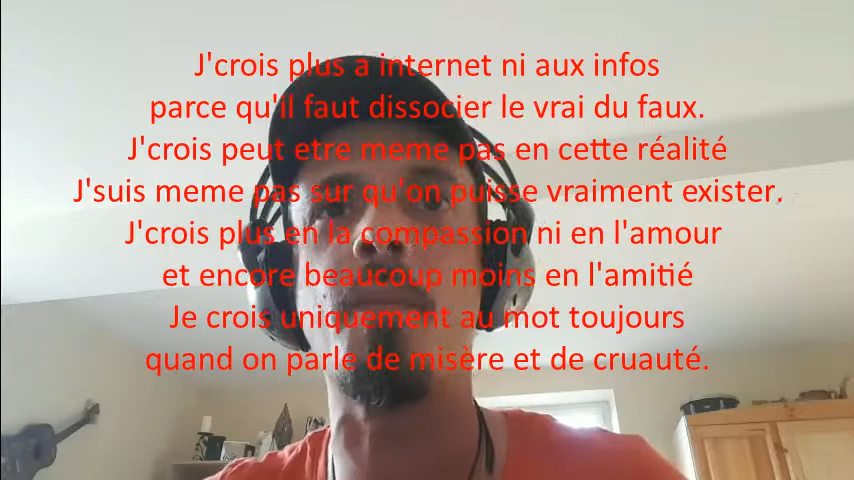 J'crois plus a internet ni aux infos
parce qu'il faut dissocier le vrai du faux.
J'crois peut etre meme pas en cette réalité
J'suis meme pas sur qu'on puisse vraiment exister.
J'crois plus en la compassion ni en l'amour
et encore beaucoup moins en l'amitié
Je crois uniquement au mot toujours
quand on parle de misère et de cruauté.